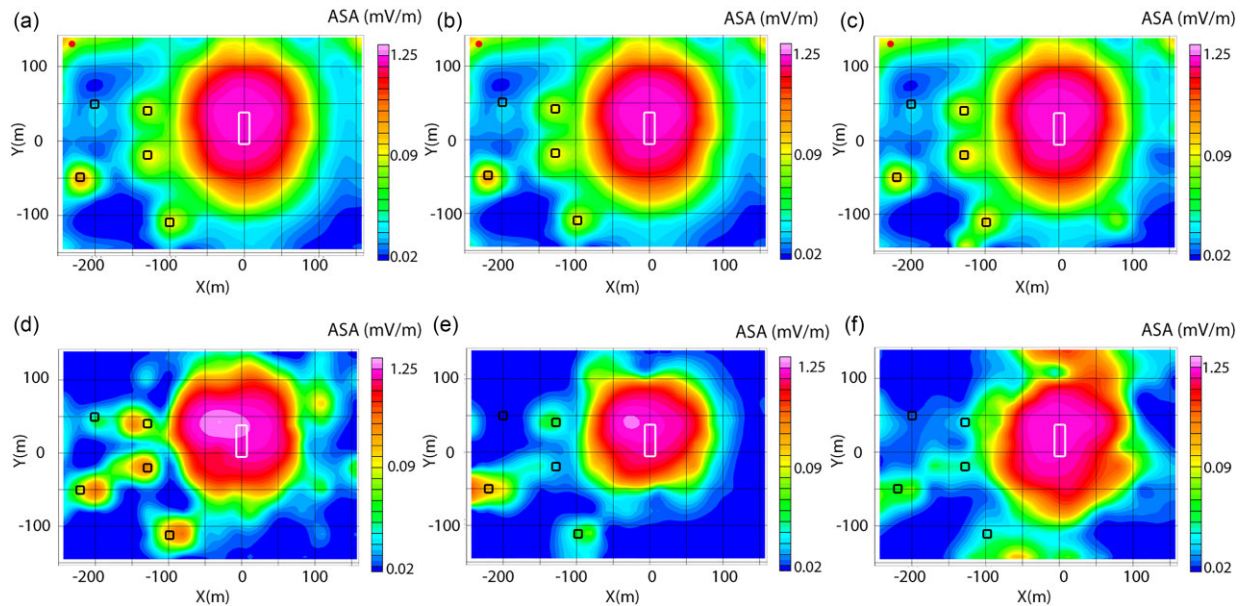 (a) ASA (mV/m)
1.25
0.09
0.02
100
0
-100
Y(m)
-200 -100 0 100
X(m)
(b) ASA (mV/m)
1.25
0.09
0.02
100
0
-100
Y(m)
-200 -100 0 100
X(m)
(c) ASA (mV/m)
1.25
0.09
0.02
100
0
-100
Y(m)
-200 -100 0 100
X(m)
(d) ASA (mV/m)
1.25
0.09
0.02
100
0
-100
Y(m)
-200 -100 0 100
X(m)
(e) ASA (mV/m)
1.25
0.09
0.02
100
0
-100
Y(m)
-200 -100 0 100
X(m)
(f) ASA (mV/m)
1.25
0.09
0.02
100
0
-100
Y(m)
-200 -100 0 100
X(m)